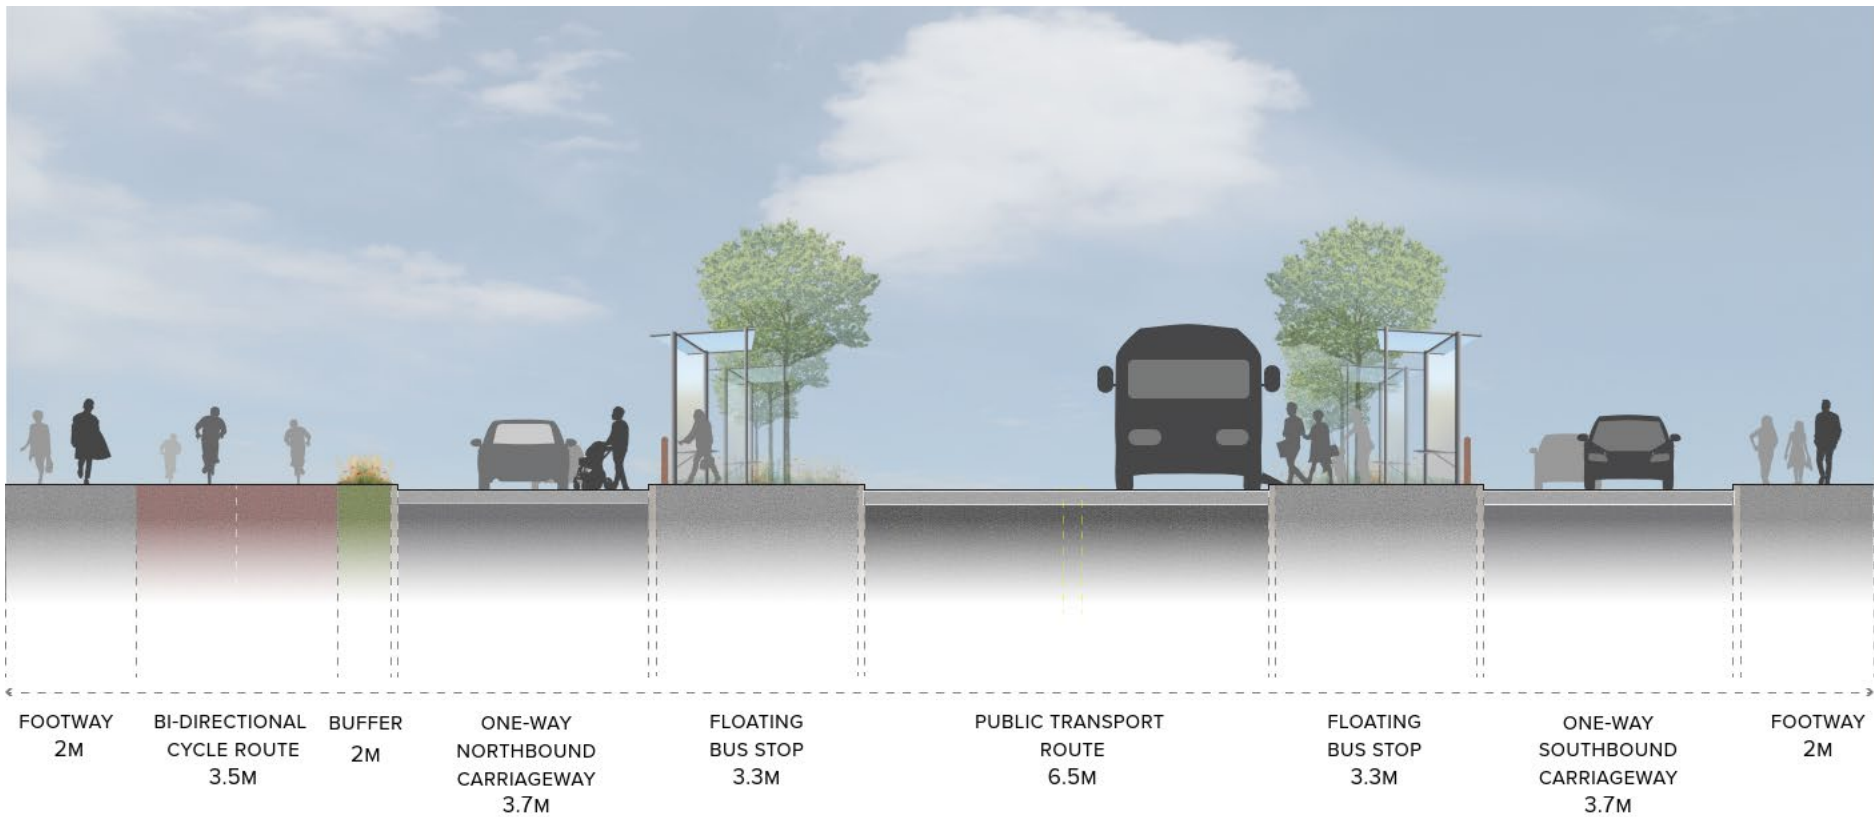 FOOTWAY
2M
BI-DIRECTIONAL
CYCLE ROUTE
3.5M
BUFFER
2M
ONE-WAY
NORTHBOUND
CARRIAGEWAY
3.7M
FLOATING
BUS STOP
3.3M
PUBLIC TRANSPORT
ROUTE
6.5M
FLOATING
BUS STOP
3.3M
ONE-WAY
SOUTHBOUND
CARRIAGEWAY
3.7M
FOOTWAY
2M